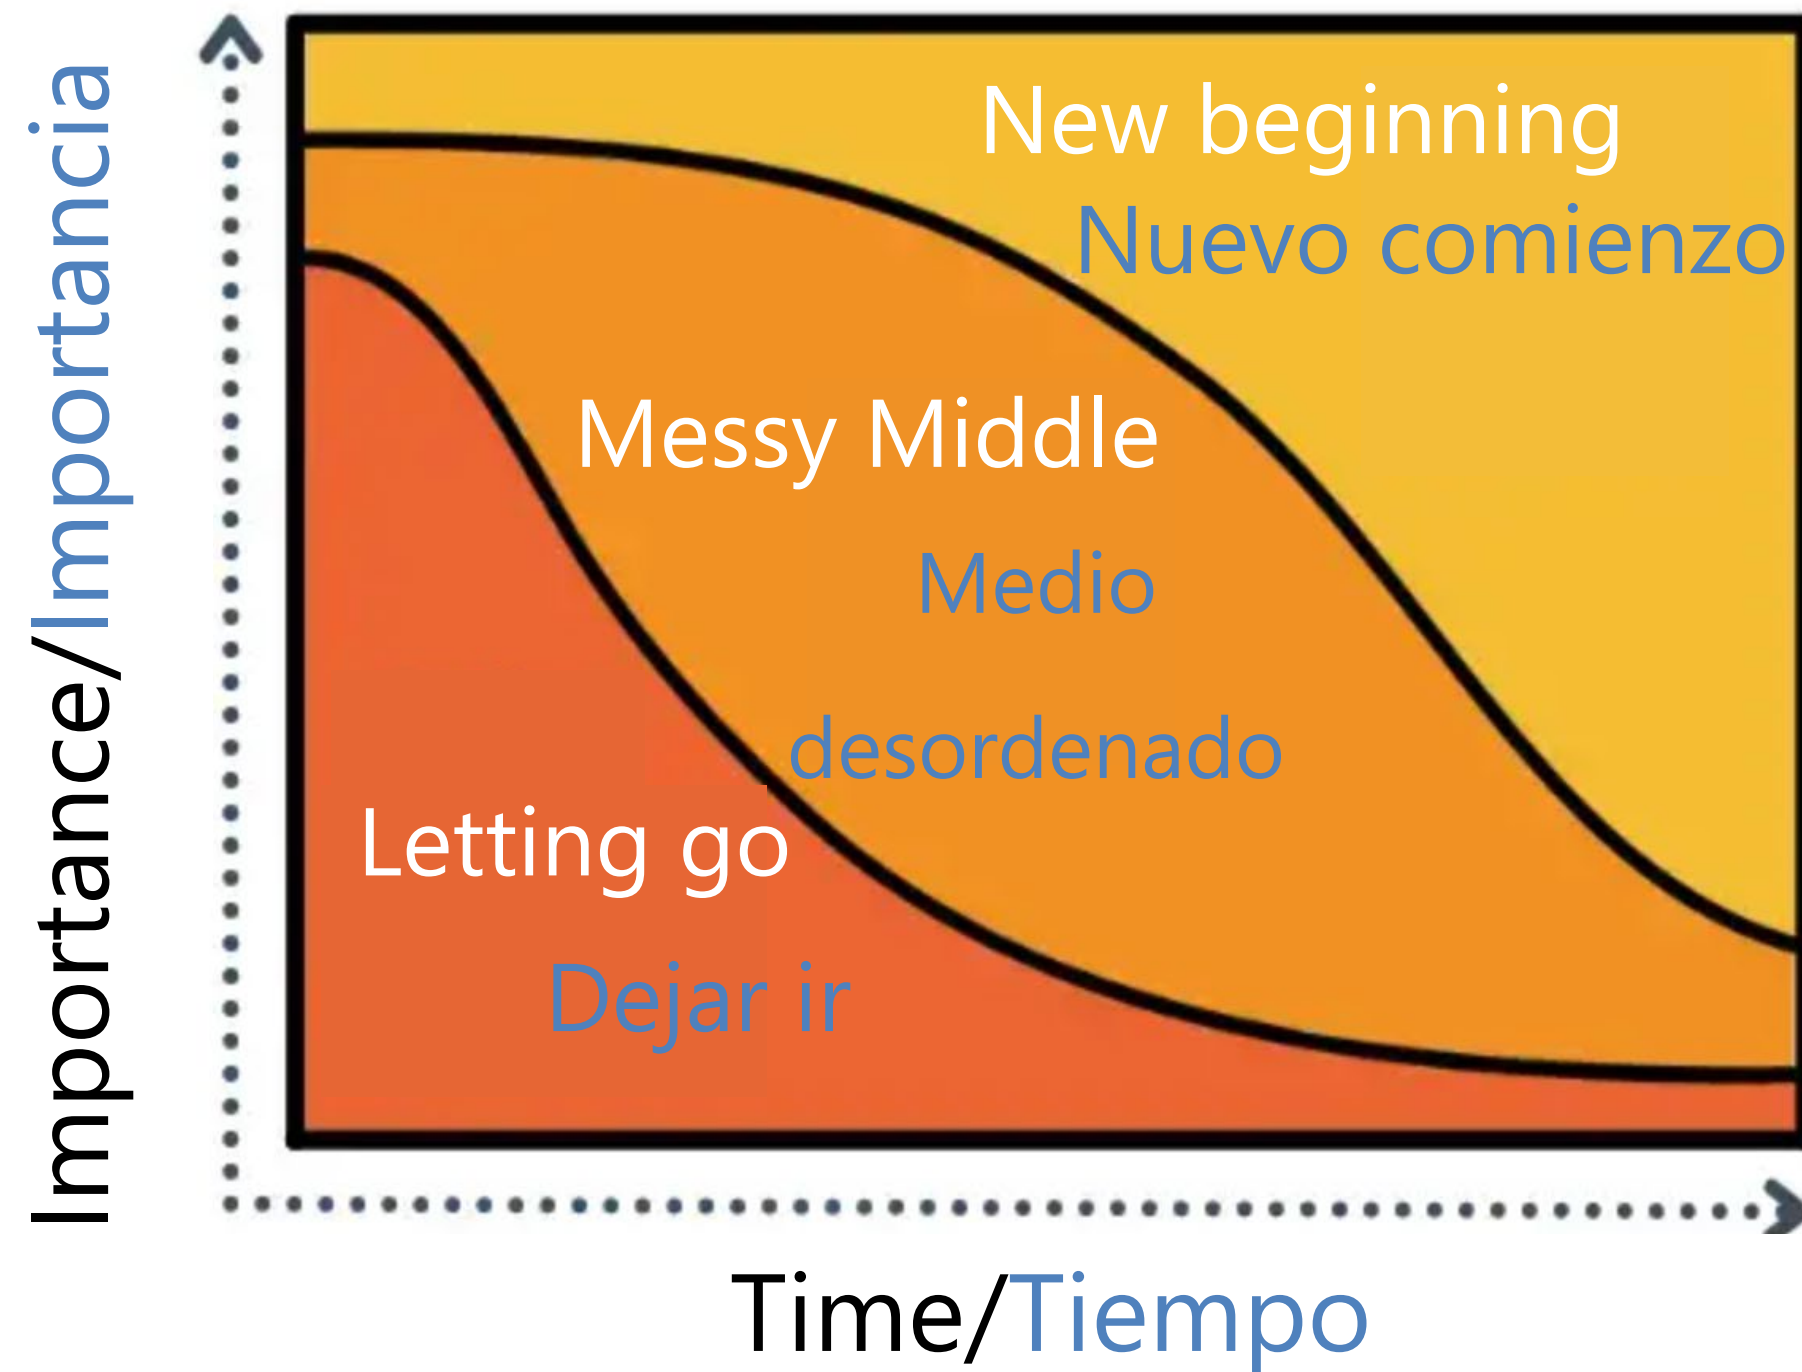 Importance/Importancia
New beginning
Nuevo comienzo
Messy Middle
Medio
desordenado
Letting go
Dejar ir
Time/Tiempo